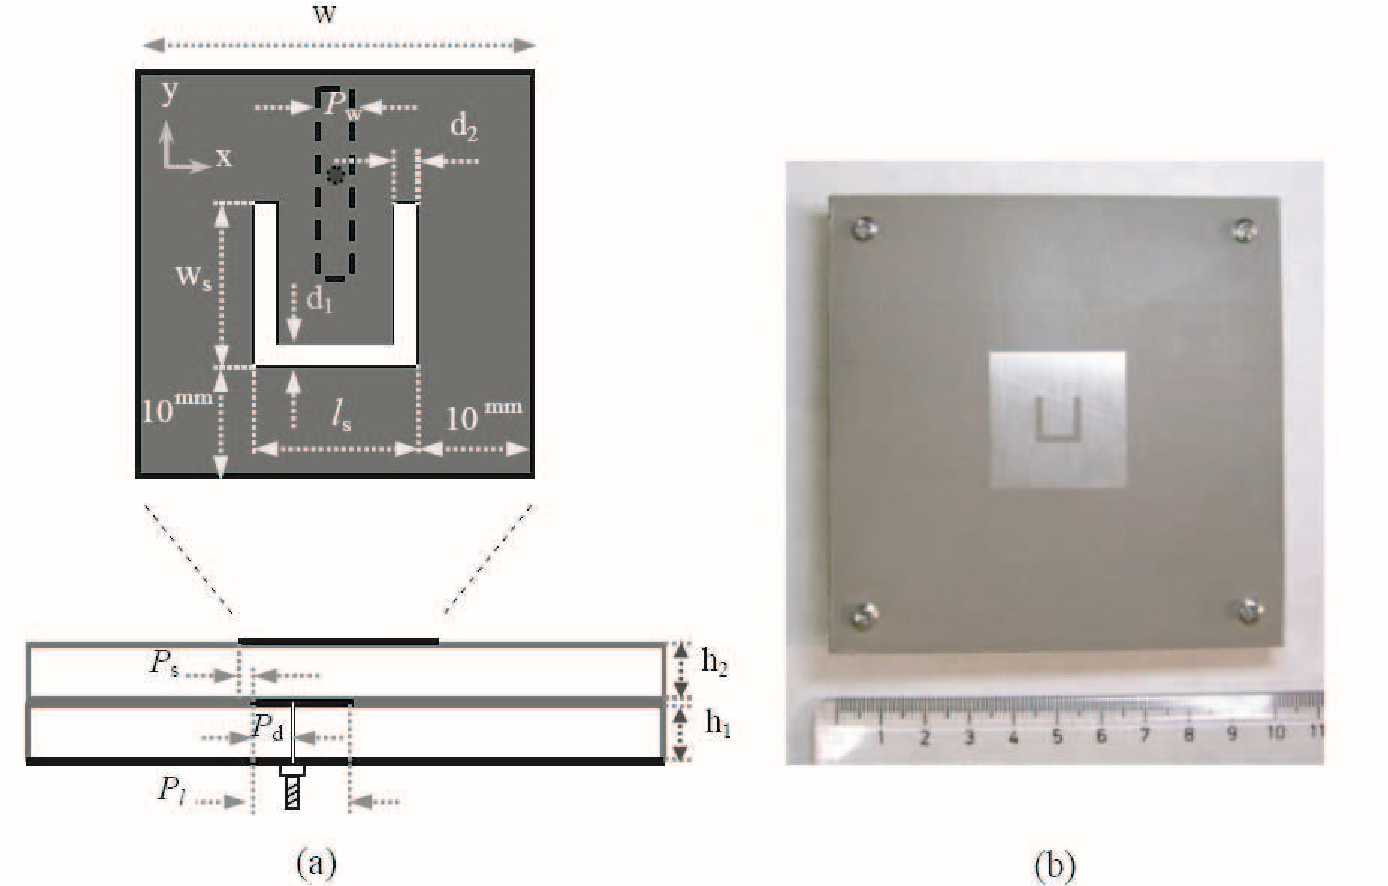 w
y
P_w
d_2
x
w_s
d_1
10 mm
l_s
10 mm
P_s
h_2
P_d
h_1
P_l
1 2 3 4 5 6 7 8 9 10 11
(a)
(b)